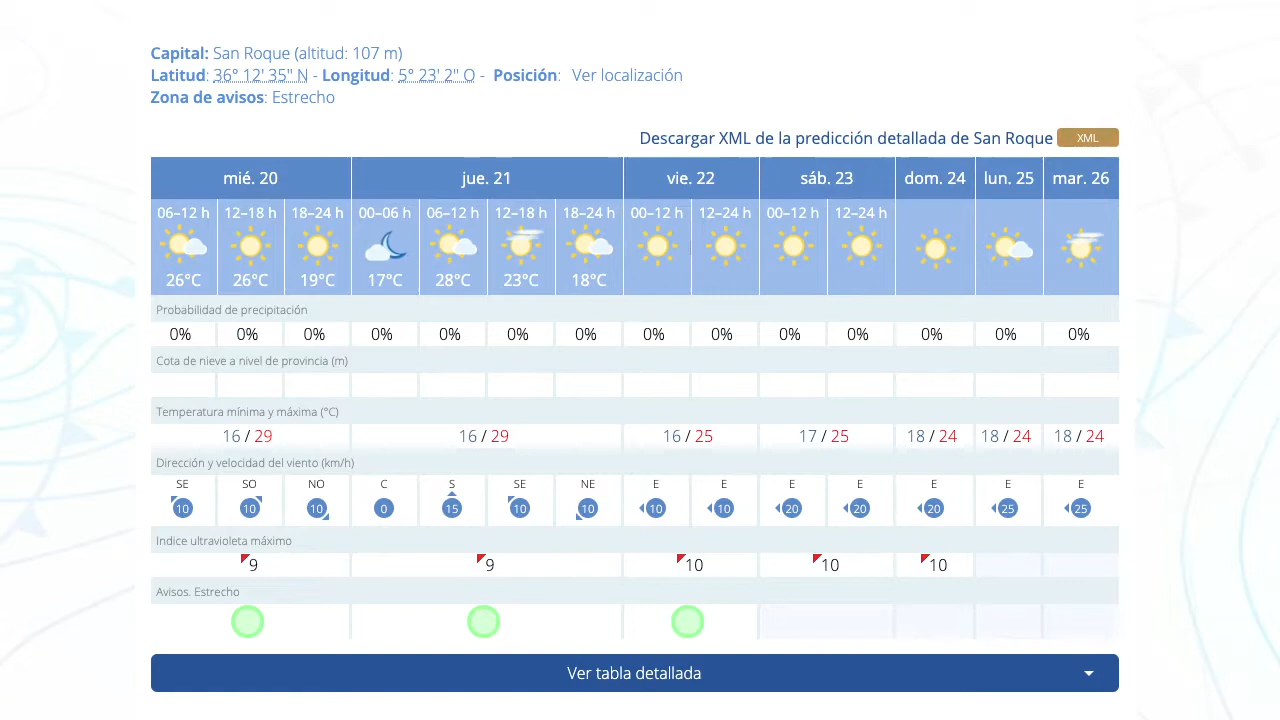 Capital: San Roque (altitud: 107 m)
Latitud: 36º 12' 35'' N - Longitud: 5º 23' 2'' O - Posición: Ver localización
Zona de avisos: Estrecho
Descargar XML de la predicción detallada de San Roque XML
mié. 20 jue. 21 vie. 22 sáb. 23 dom. 24 lun. 25 mar. 26
06–12 h 12–18 h 18–24 h 00–06 h 06–12 h 12–18 h 18–24 h 00–12 h 12–24 h 00–12 h 12–24 h
26°C 26°C 19°C 17°C 28°C 23°C 18°C
Probabilidad de precipitación
0% 0% 0% 0% 0% 0% 0% 0% 0% 0% 0% 0% 0% 0%
Cota de nieve a nivel de provincia (m)
Temperatura mínima y máxima (°C)
16 / 29 16 / 29 16 / 25 17 / 25 18 / 24 18 / 24 18 / 24
Dirección y velocidad del viento (km/h)
SE SO NO C S SE NE E E E E E E E
10 10 10 0 15 10 10 10 10 20 20 20 25 25
Indice ultravioleta máximo
9 9 10 10 10
Avisos. Estrecho
Ver tabla detallada